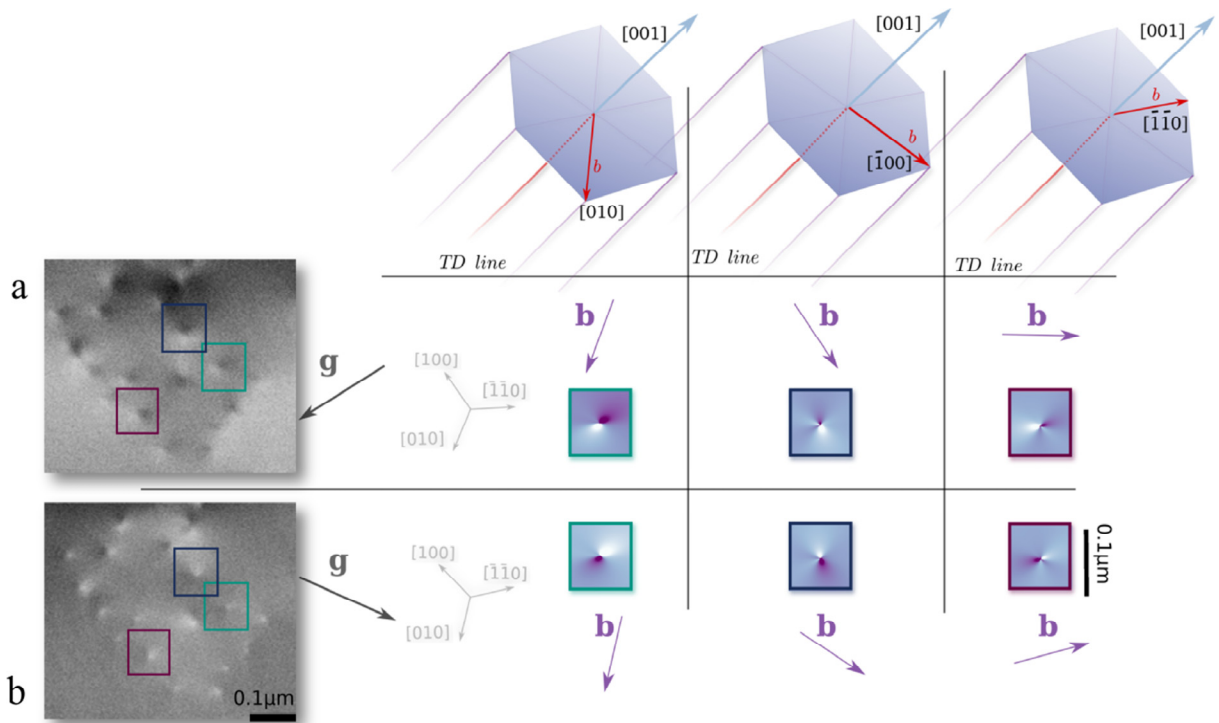 [001]
b
[010]
TD line
[001]
b
[1̄00]
TD line
[001]
b
[1̄1̄0]
TD line
a
g
[100]
[1̄1̄0]
[010]
b
b
b
b
0.1µm
g
[100]
[1̄1̄0]
[010]
b
b
b
0.1µm